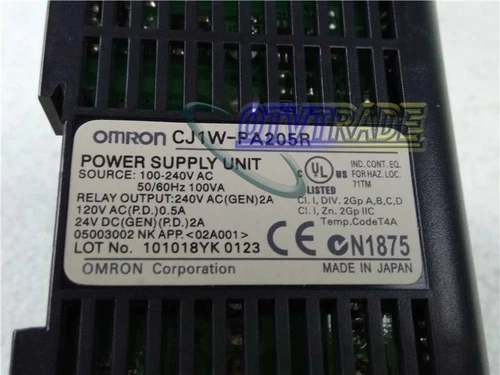 OTVTRADE
OMRON CJ1W-PA205R
POWER SUPPLY UNIT
SOURCE: 100-240V AC
50/60Hz 100VA
RELAY OUTPUT:240V AC(GEN)2A
120V AC(P.D.)0.5A
24V DC(GEN)(P.D.)2A
05003002 NK APP. <02A001>
LOT No. 101018YK 0123
OMRON Corporation
C UL US
LISTED
IND. CONT. EQ.
FOR HAZ. LOC.
71TM
Cl. I, DIV. 2Gp A,B,C,D
Cl. I, Zn. 2Gp IIC
Temp.CodeT4A
CE N1875
MADE IN JAPAN